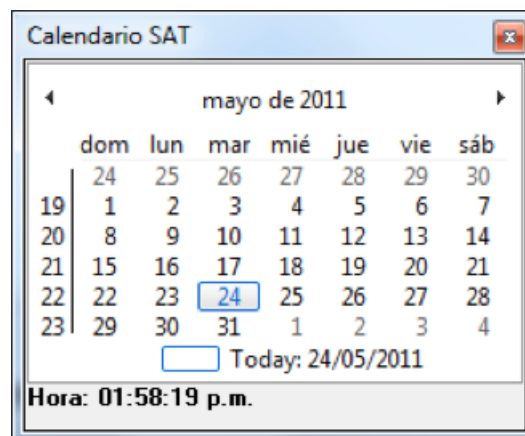 Calendario SAT
mayo de 2011
dom lun mar mié jue vie sáb
24 25 26 27 28 29 30
19 1 2 3 4 5 6 7
20 8 9 10 11 12 13 14
21 15 16 17 18 19 20 21
22 22 23 24 25 26 27 28
23 29 30 31 1 2 3 4
Today: 24/05/2011
Hora: 01:58:19 p.m.